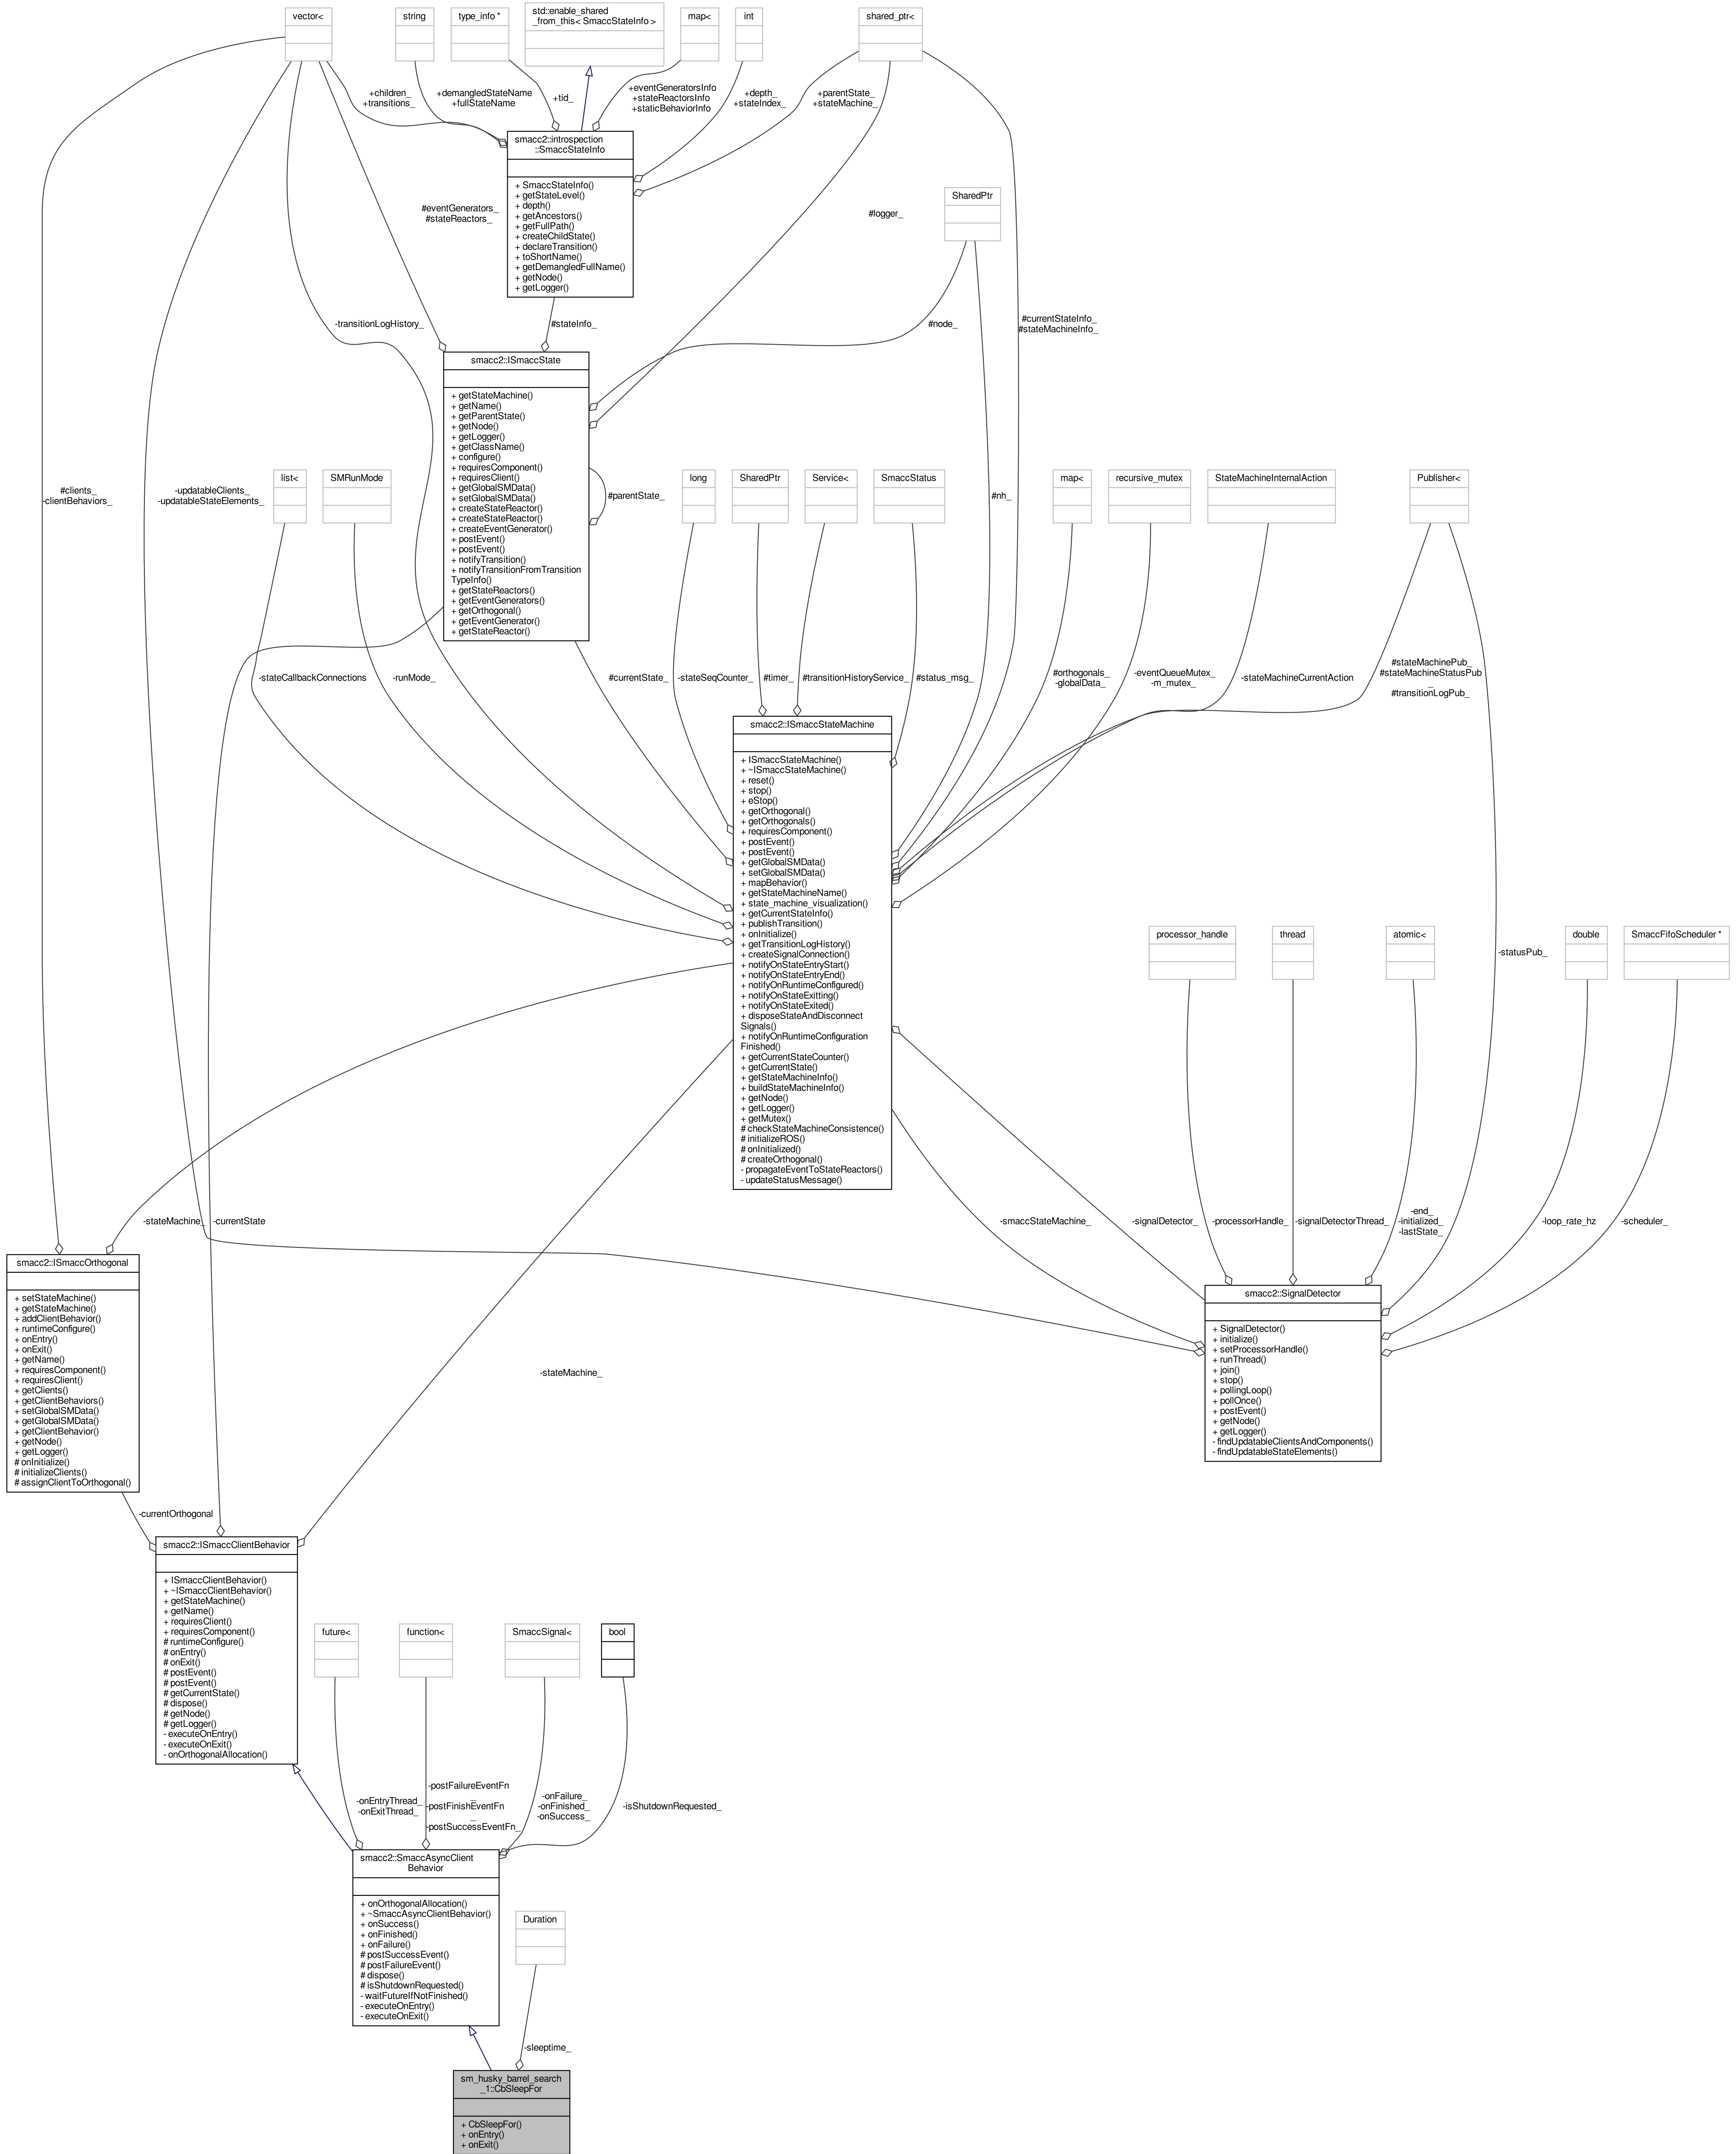 vector<
string
type_info *
std::enable_shared
_from_this< SmaccStateInfo >
map<
int
shared_ptr<
+children_
+transitions_
+demangledStateName
+fullStateName
+tid_
+eventGeneratorsInfo
+stateReactorsInfo
+staticBehaviorInfo
+depth_
+stateIndex_
+parentState_
+stateMachine_
smacc2::introspection
::SmaccStateInfo
+ SmaccStateInfo()
+ getStateLevel()
+ depth()
+ getAncestors()
+ getFullPath()
+ createChildState()
+ declareTransition()
+ toShortName()
+ getDemangledFullName()
+ getNode()
+ getLogger()
#eventGenerators_
#stateReactors_
#logger_
SharedPtr
-transitionLogHistory_
#stateInfo_
#node_
#currentStateInfo_
#stateMachineInfo_
smacc2::ISmaccState
+ getStateMachine()
+ getName()
+ getParentState()
+ getNode()
+ getLogger()
+ getClassName()
+ configure()
+ requiresComponent()
+ requiresClient()
+ getGlobalSMData()
+ setGlobalSMData()
+ createStateReactor()
+ createStateReactor()
+ createEventGenerator()
+ postEvent()
+ postEvent()
+ notifyTransition()
+ notifyTransitionFromTransition
TypeInfo()
+ getStateReactors()
+ getEventGenerators()
+ getOrthogonal()
+ getEventGenerator()
+ getStateReactor()
#parentState_
#clients_
-clientBehaviors_
-updatableClients_
-updatableStateElements_
list<
SMRunMode
long
SharedPtr
Service<
SmaccStatus
#nh_
map<
recursive_mutex
StateMachineInternalAction
Publisher<
-stateCallbackConnections
-runMode_
#currentState_
-stateSeqCounter_
#timer_
#transitionHistoryService_
#status_msg_
#orthogonals_
-globalData_
-eventQueueMutex_
-m_mutex_
-stateMachineCurrentAction
#stateMachinePub_
#stateMachineStatusPub
_
#transitionLogPub_
smacc2::ISmaccStateMachine
+ ISmaccStateMachine()
+ ~ISmaccStateMachine()
+ reset()
+ stop()
+ eStop()
+ getOrthogonal()
+ getOrthogonals()
+ requiresComponent()
+ postEvent()
+ postEvent()
+ getGlobalSMData()
+ setGlobalSMData()
+ mapBehavior()
+ getStateMachineName()
+ state_machine_visualization()
+ getCurrentStateInfo()
+ publishTransition()
+ onInitialize()
+ getTransitionLogHistory()
+ createSignalConnection()
+ notifyOnStateEntryStart()
+ notifyOnStateEntryEnd()
+ notifyOnRuntimeConfigured()
+ notifyOnStateExitting()
+ notifyOnStateExited()
+ disposeStateAndDisconnect
Signals()
+ notifyOnRuntimeConfiguration
Finished()
+ getCurrentStateCounter()
+ getCurrentState()
+ getStateMachineInfo()
+ buildStateMachineInfo()
+ getNode()
+ getLogger()
+ getMutex()
# checkStateMachineConsistence()
# initializeROS()
# onInitialized()
# createOrthogonal()
- propagateEventToStateReactors()
- updateStatusMessage()
processor_handle
thread
atomic<
-statusPub_
double
SmaccFifoScheduler *
-stateMachine_
-currentState
-smaccStateMachine_
-signalDetector_
-processorHandle_
-signalDetectorThread_
-end_
-initialized_
-lastState_
-loop_rate_hz
-scheduler_
smacc2::ISmaccOrthogonal
+ setStateMachine()
+ getStateMachine()
+ addClientBehavior()
+ runtimeConfigure()
+ onEntry()
+ onExit()
+ getName()
+ requiresComponent()
+ requiresClient()
+ getClients()
+ getClientBehaviors()
+ setGlobalSMData()
+ getGlobalSMData()
+ getClientBehavior()
+ getNode()
+ getLogger()
# onInitialize()
# initializeClients()
# assignClientToOrthogonal()
smacc2::SignalDetector
+ SignalDetector()
+ initialize()
+ setProcessorHandle()
+ runThread()
+ join()
+ stop()
+ pollingLoop()
+ pollOnce()
+ postEvent()
+ getNode()
+ getLogger()
- findUpdatableClientsAndComponents()
- findUpdatableStateElements()
-stateMachine_
-currentOrthogonal
smacc2::ISmaccClientBehavior
+ ISmaccClientBehavior()
+ ~ISmaccClientBehavior()
+ getStateMachine()
+ getName()
+ requiresClient()
+ requiresComponent()
# runtimeConfigure()
# onEntry()
# onExit()
# postEvent()
# postEvent()
# getCurrentState()
# dispose()
# getNode()
# getLogger()
- executeOnEntry()
- executeOnExit()
- onOrthogonalAllocation()
future<
function<
SmaccSignal<
bool
-onEntryThread_
-onExitThread_
-postFailureEventFn
_
-postFinishEventFn
_
-postSuccessEventFn_
-onFailure_
-onFinished_
-onSuccess_
-isShutdownRequested_
smacc2::SmaccAsyncClient
Behavior
+ onOrthogonalAllocation()
+ ~SmaccAsyncClientBehavior()
+ onSuccess()
+ onFinished()
+ onFailure()
# postSuccessEvent()
# postFailureEvent()
# dispose()
# isShutdownRequested()
- waitFutureIfNotFinished()
- executeOnEntry()
- executeOnExit()
Duration
-sleeptime_
sm_husky_barrel_search
_1::CbSleepFor
+ CbSleepFor()
+ onEntry()
+ onExit()